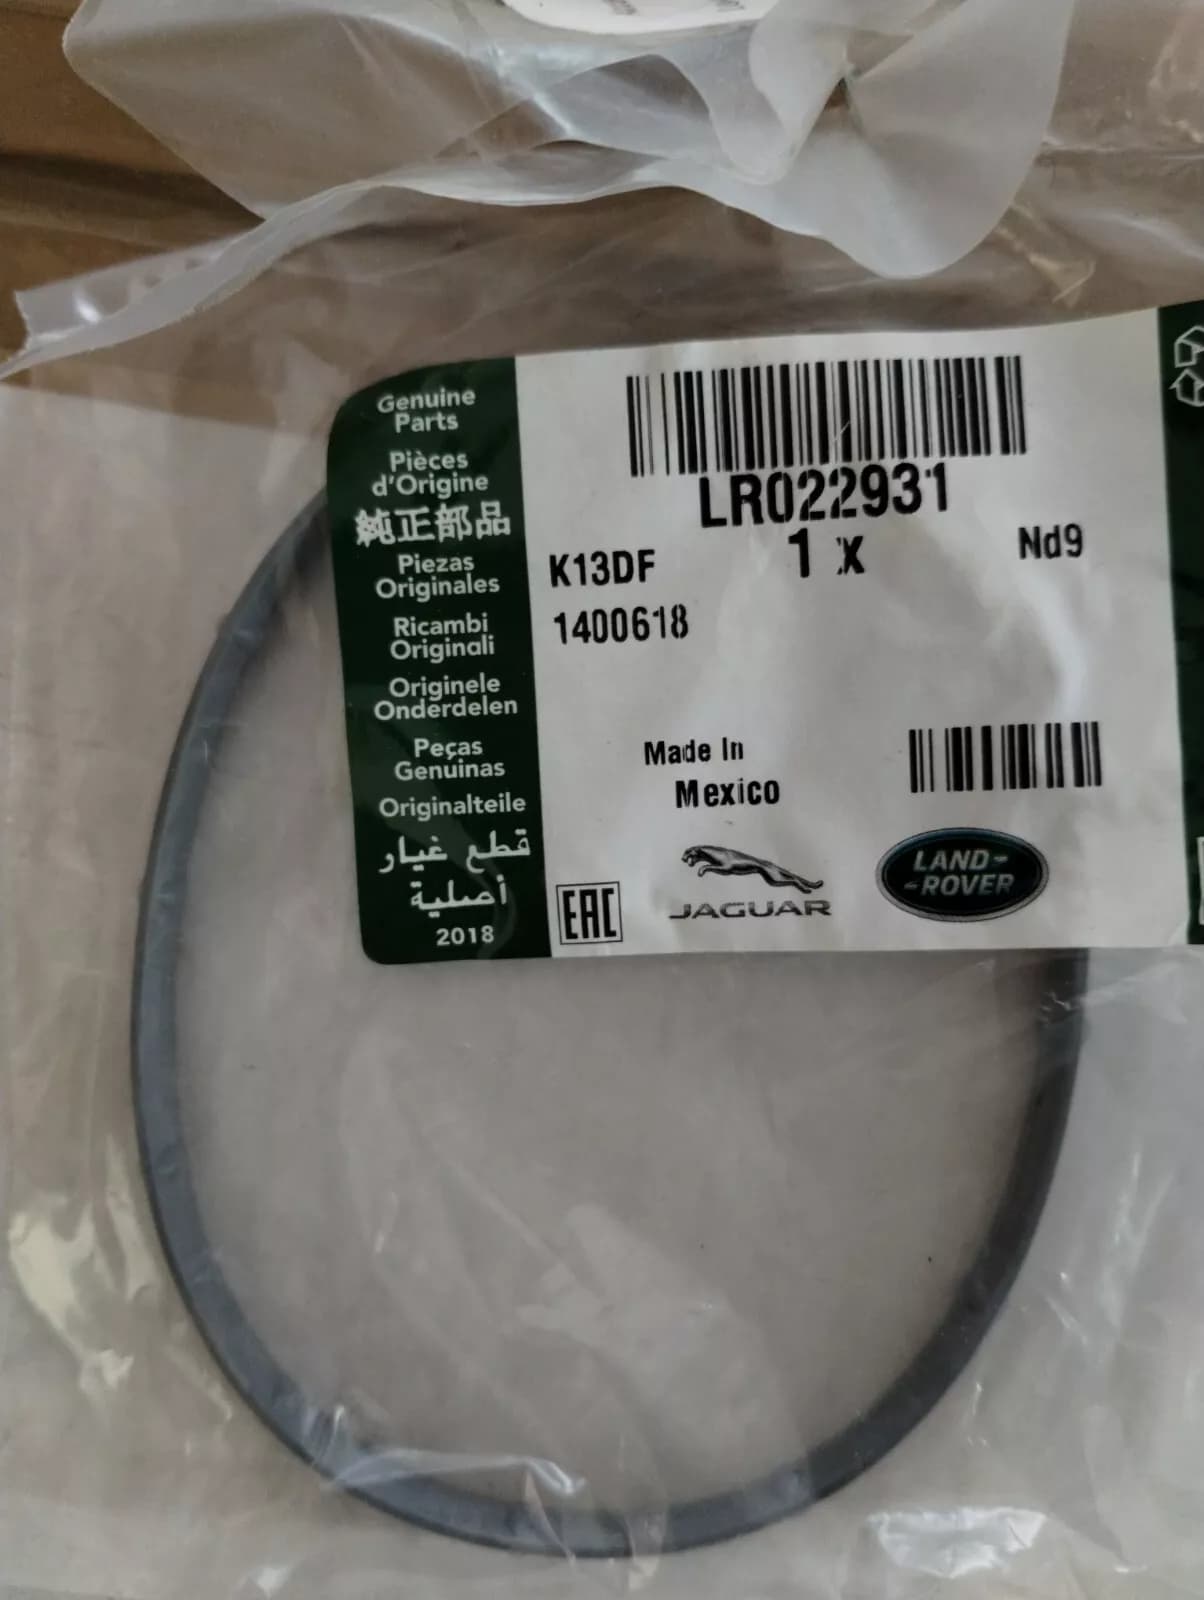 Genuine
Parts
Pièces
d'Origine
純正部品
Piezas
Originales
Ricambi
Originali
Originele
Onderdelen
Peças
Genuinas
Originalteile
قطع غيار
أصلية
2018
LR022931
K13DF
1 x
Nd9
1400618
Made In
Mexico
EAC
JAGUAR
LAND-
-ROVER